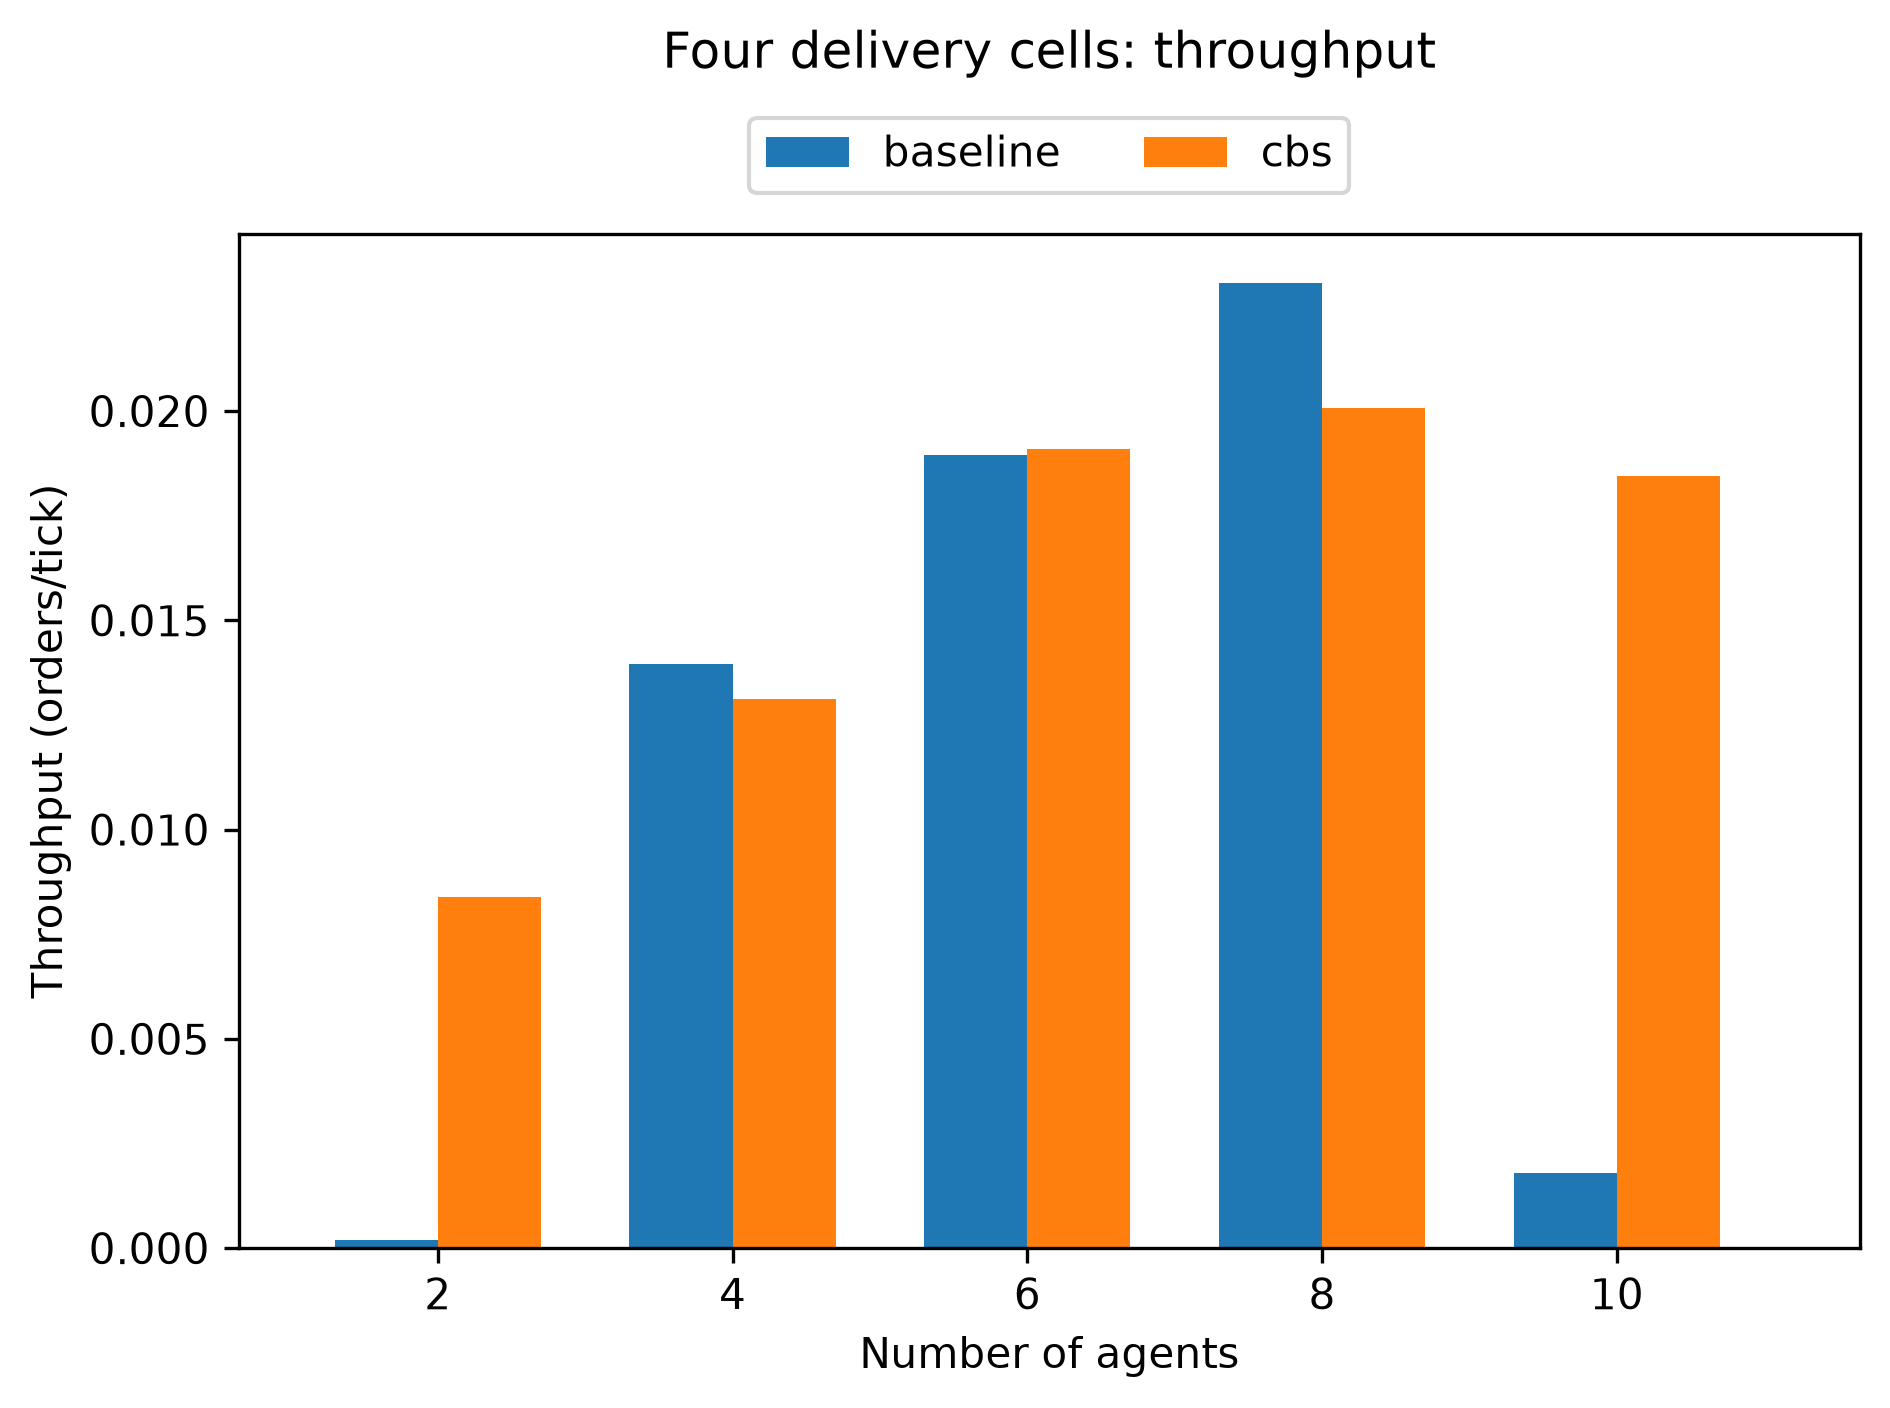 Four delivery cells: throughput
baseline cbs
Throughput (orders/tick)
0.020
0.015
0.010
0.005
0.000
2 4 6 8 10
Number of agents